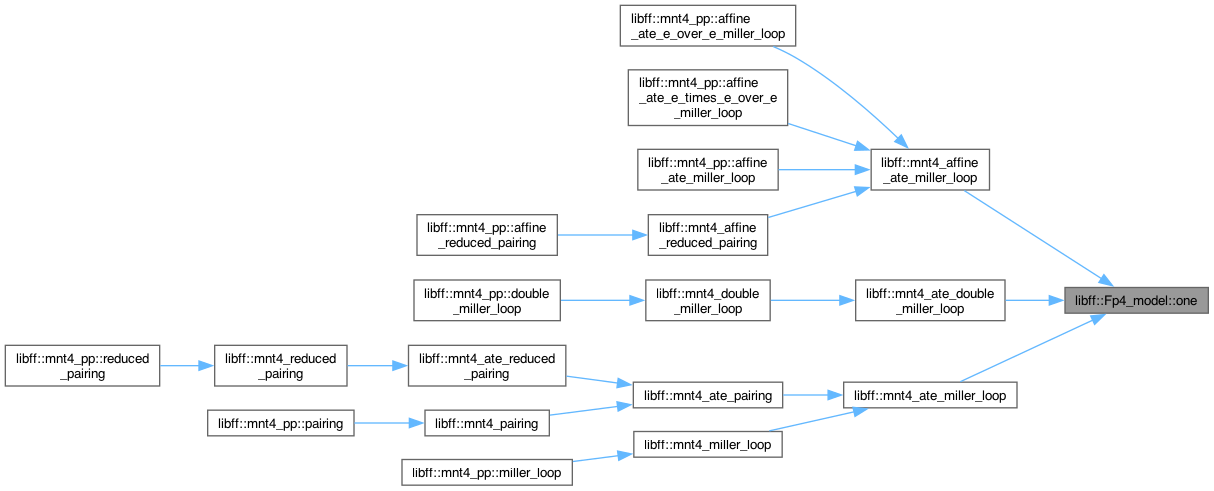 libff::mnt4_pp::affine
_ate_e_over_e_miller_loop
libff::mnt4_pp::affine
_ate_e_times_e_over_e
_miller_loop
libff::mnt4_pp::affine
_ate_miller_loop
libff::mnt4_affine
_ate_miller_loop
libff::mnt4_pp::affine
_reduced_pairing
libff::mnt4_affine
_reduced_pairing
libff::mnt4_pp::double
_miller_loop
libff::mnt4_double
_miller_loop
libff::mnt4_ate_double
_miller_loop
libff::Fp4_model::one
libff::mnt4_pp::reduced
_pairing
libff::mnt4_reduced
_pairing
libff::mnt4_ate_reduced
_pairing
libff::mnt4_ate_pairing
libff::mnt4_ate_miller_loop
libff::mnt4_pp::pairing
libff::mnt4_pairing
libff::mnt4_miller_loop
libff::mnt4_pp::miller_loop